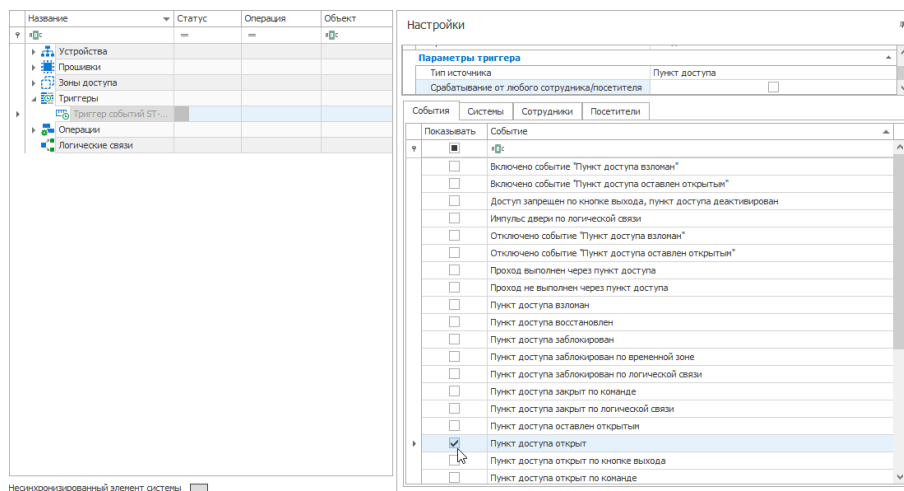 Название Статус Операция Объект
Устройства
Прошивки
Зоны доступа
Триггеры
Триггер событий ST-...
Операции
Логические связи
Несинхронизированный элемент системы
Настройки
Параметры триггера
Тип источника Пункт доступа
Срабатывание от любого сотрудника/посетителя
События Системы Сотрудники Посетители
Показывать Событие
Включено событие "Пункт доступа взломан"
Включено событие "Пункт доступа оставлен открытым"
Доступ запрещен по кнопке выхода, пункт доступа деактивирован
Импульс двери по логической связи
Отключено событие "Пункт доступа взломан"
Отключено событие "Пункт доступа оставлен открытым"
Проход выполнен через пункт доступа
Проход не выполнен через пункт доступа
Пункт доступа взломан
Пункт доступа восстановлен
Пункт доступа заблокирован
Пункт доступа заблокирован по временной зоне
Пункт доступа заблокирован по логической связи
Пункт доступа закрыт по команде
Пункт доступа закрыт по логической связи
Пункт доступа оставлен открытым
Пункт доступа открыт
Пункт доступа открыт по кнопке выхода
Пункт доступа открыт по команде